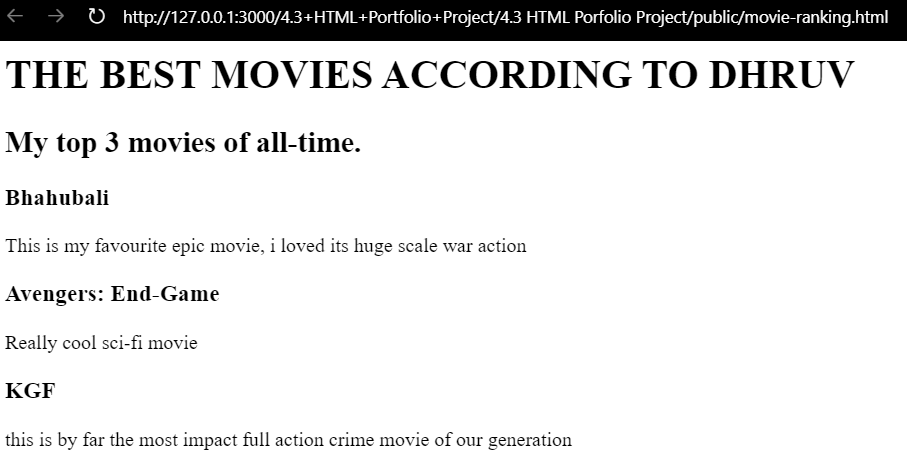 http://127.0.0.1:3000/4.3+HTML+Portfolio+Project/4.3 HTML Porfolio Project/public/movie-ranking.html
THE BEST MOVIES ACCORDING TO DHRUV
My top 3 movies of all-time.
Bhahubali
This is my favourite epic movie, i loved its huge scale war action
Avengers: End-Game
Really cool sci-fi movie
KGF
this is by far the most impact full action crime movie of our generation